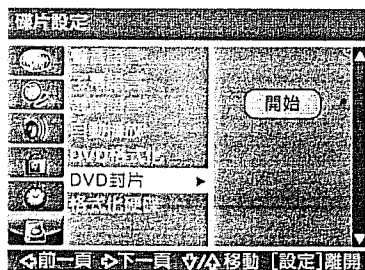 碟片設定
自動播放
DVD格式化
DVD封片
格式化硬碟
開始
前一頁 下一頁 移動 [設定]離開